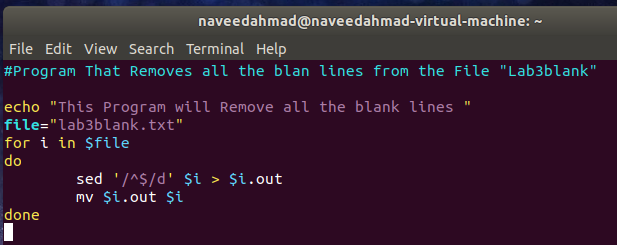 naveedahmad@naveedahmad-virtual-machine: ~
File Edit View Search Terminal Help
#Program That Removes all the blan lines from the File "Lab3blank"
echo "This Program will Remove all the blank lines "
file="lab3blank.txt"
for i in $file
do
        sed '/^$/d' $i > $i.out
        mv $i.out $i
done